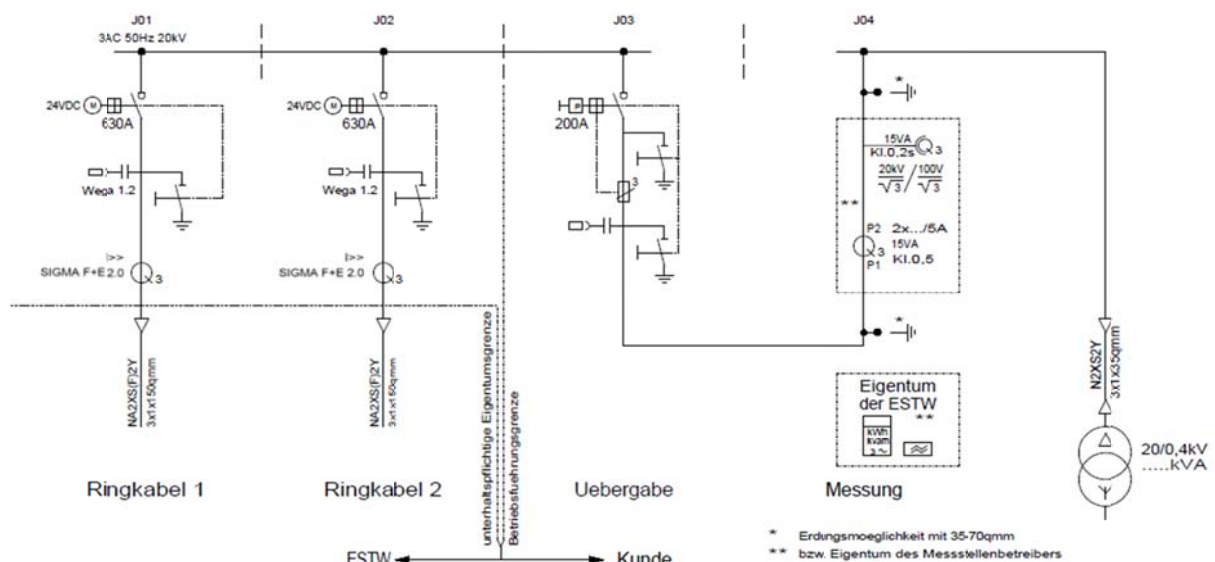 J01
J02
J03
J04
3AC 50Hz 20kV
24VDC M
630A
24VDC M
630A
200A
Wega 1.2
Wega 1.2
I>>
SIGMA F+E 2.0
3
I>>
SIGMA F+E 2.0
3
3
*
15VA
Kl.0,2s
3
20kV
√3
/
100V
√3
**
P2 2x.../5A
3 15VA
P1 Kl.0,5
*
NA2XS(F)2Y
3x1x150qmm
NA2XS(F)2Y
3x1x150qmm
unterhaltspflichtige Eigentumsgrenze
Betriebsfuehrungsgrenze
Eigentum
der ESTW
**
kWh
kvarh
3 ~
N2XS2Y
3x1x35qmm
20/0,4kV
.....kVA
Ringkabel 1
Ringkabel 2
Uebergabe
Messung
ESTW
Kunde
* Erdungsmoeglichkeit mit 35-70qmm
** bzw. Eigentum des Messstellenbetreibers